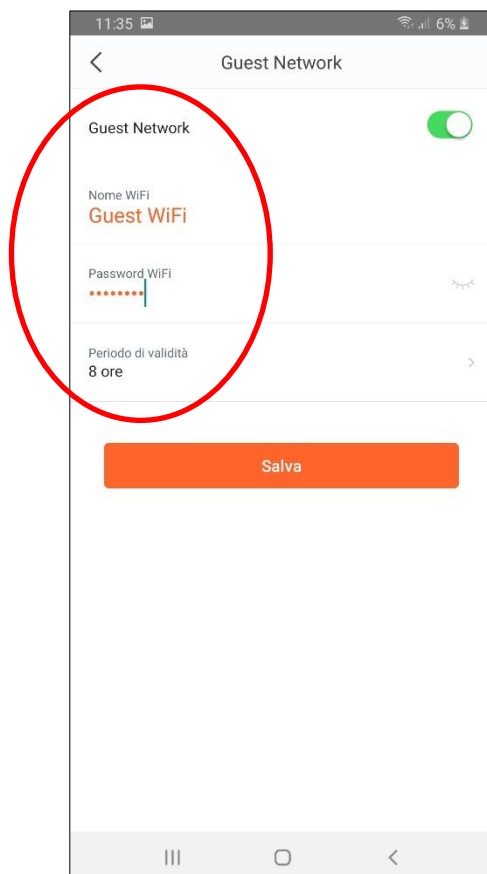 11:35 6%
Guest Network
Guest Network
Nome WiFi
Guest WiFi
Password WiFi
••••••••
Periodo di validità
8 ore
Salva